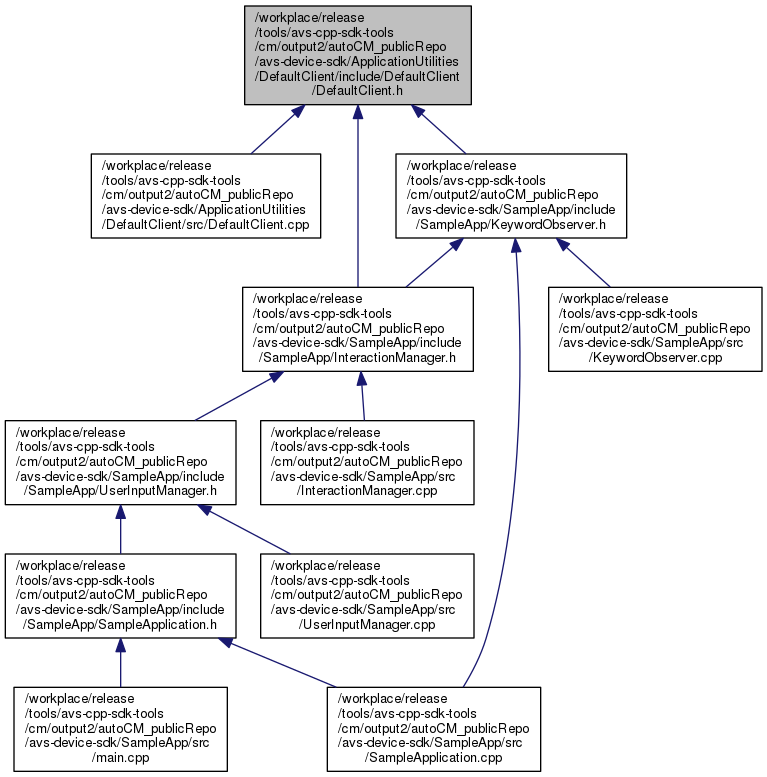 /workplace/release
/tools/avs-cpp-sdk-tools
/cm/output2/autoCM_publicRepo
/avs-device-sdk/ApplicationUtilities
/DefaultClient/include/DefaultClient
/DefaultClient.h
/workplace/release
/tools/avs-cpp-sdk-tools
/cm/output2/autoCM_publicRepo
/avs-device-sdk/ApplicationUtilities
/DefaultClient/src/DefaultClient.cpp
/workplace/release
/tools/avs-cpp-sdk-tools
/cm/output2/autoCM_publicRepo
/avs-device-sdk/SampleApp/include
/SampleApp/KeywordObserver.h
/workplace/release
/tools/avs-cpp-sdk-tools
/cm/output2/autoCM_publicRepo
/avs-device-sdk/SampleApp/include
/SampleApp/InteractionManager.h
/workplace/release
/tools/avs-cpp-sdk-tools
/cm/output2/autoCM_publicRepo
/avs-device-sdk/SampleApp/src
/KeywordObserver.cpp
/workplace/release
/tools/avs-cpp-sdk-tools
/cm/output2/autoCM_publicRepo
/avs-device-sdk/SampleApp/include
/SampleApp/UserInputManager.h
/workplace/release
/tools/avs-cpp-sdk-tools
/cm/output2/autoCM_publicRepo
/avs-device-sdk/SampleApp/src
/InteractionManager.cpp
/workplace/release
/tools/avs-cpp-sdk-tools
/cm/output2/autoCM_publicRepo
/avs-device-sdk/SampleApp/include
/SampleApp/SampleApplication.h
/workplace/release
/tools/avs-cpp-sdk-tools
/cm/output2/autoCM_publicRepo
/avs-device-sdk/SampleApp/src
/UserInputManager.cpp
/workplace/release
/tools/avs-cpp-sdk-tools
/cm/output2/autoCM_publicRepo
/avs-device-sdk/SampleApp/src
/main.cpp
/workplace/release
/tools/avs-cpp-sdk-tools
/cm/output2/autoCM_publicRepo
/avs-device-sdk/SampleApp/src
/SampleApplication.cpp